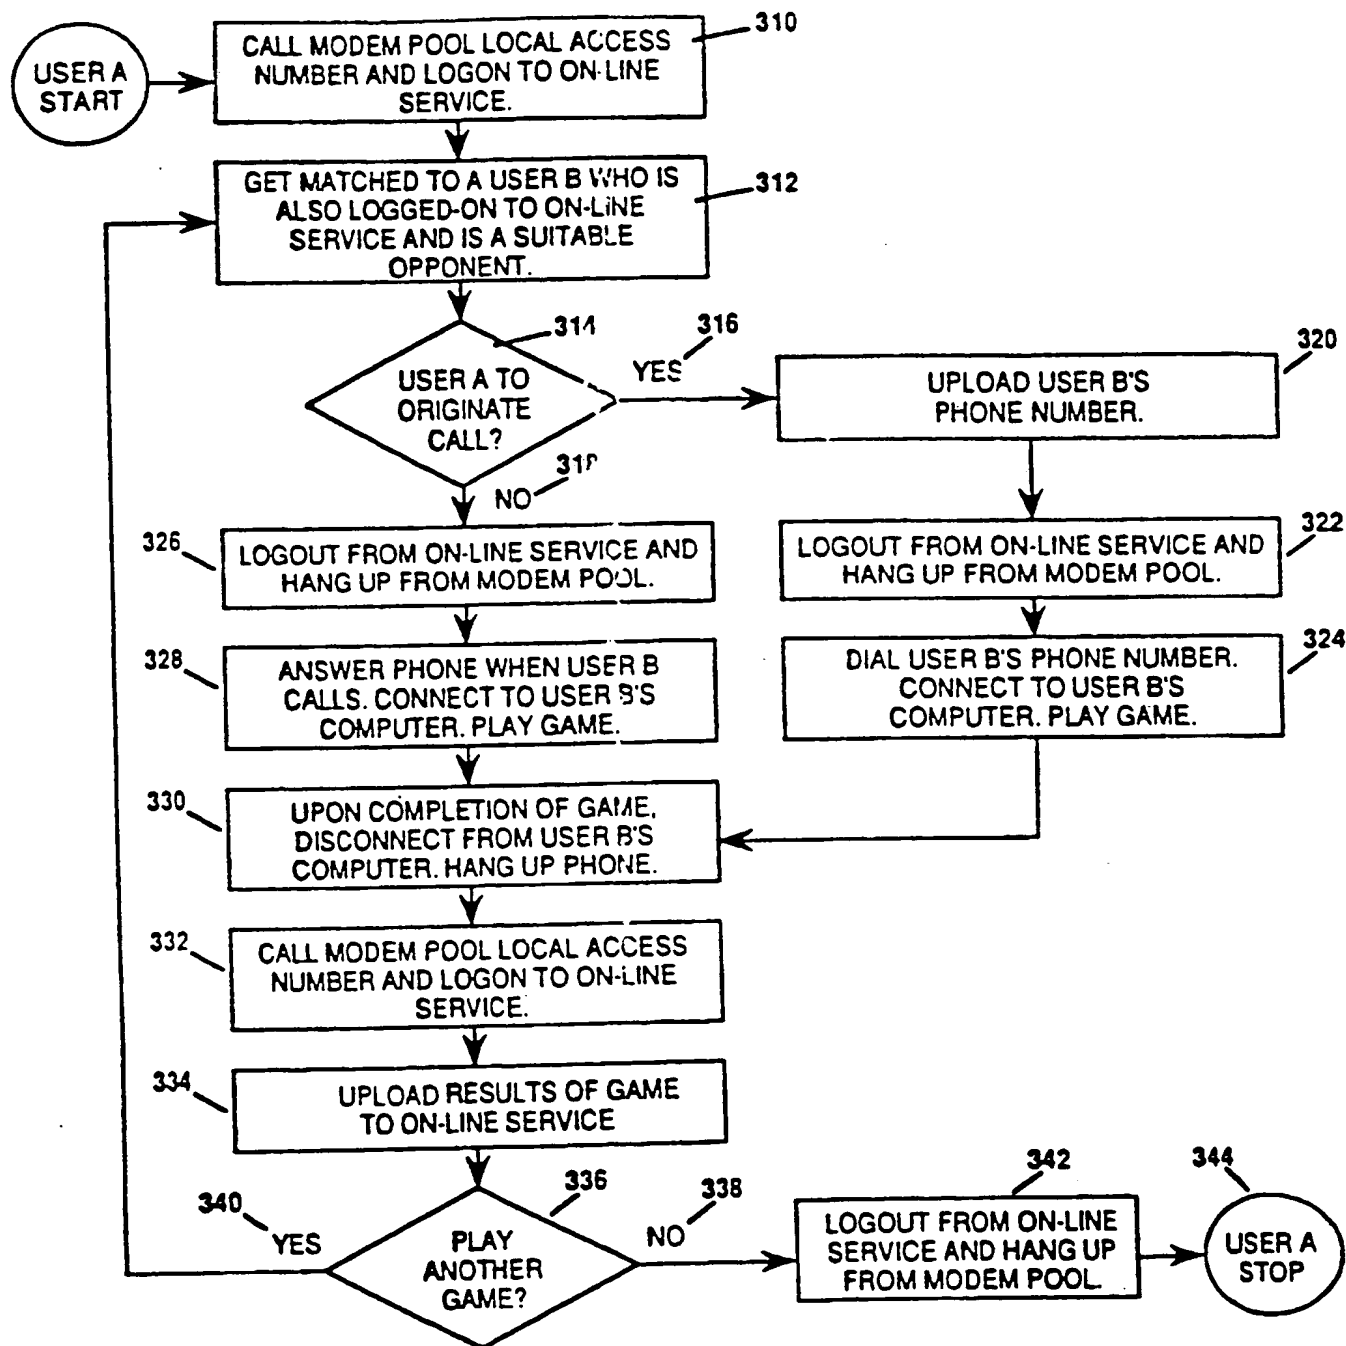 USER A
START
CALL MODEM POOL LOCAL ACCESS
NUMBER AND LOGON TO ON-LINE
SERVICE.
310
GET MATCHED TO A USER B WHO IS
ALSO LOGGED-ON TO ON-LINE
SERVICE AND IS A SUITABLE
OPPONENT.
312
314
USER A TO
ORIGINATE
CALL?
316
YES
318
NO
UPLOAD USER B'S
PHONE NUMBER.
320
326
LOGOUT FROM ON-LINE SERVICE AND
HANG UP FROM MODEM POOL.
LOGOUT FROM ON-LINE SERVICE AND
HANG UP FROM MODEM POOL.
322
328
ANSWER PHONE WHEN USER B
CALLS. CONNECT TO USER B'S
COMPUTER. PLAY GAME.
DIAL USER B'S PHONE NUMBER.
CONNECT TO USER B'S
COMPUTER. PLAY GAME.
324
330
UPON COMPLETION OF GAME,
DISCONNECT FROM USER B'S
COMPUTER. HANG UP PHONE.
332
CALL MODEM POOL LOCAL ACCESS
NUMBER AND LOGON TO ON-LINE
SERVICE.
334
UPLOAD RESULTS OF GAME
TO ON-LINE SERVICE
340
YES
336
PLAY
ANOTHER
GAME?
338
NO
342
LOGOUT FROM ON-LINE
SERVICE AND HANG UP
FROM MODEM POOL.
344
USER A
STOP